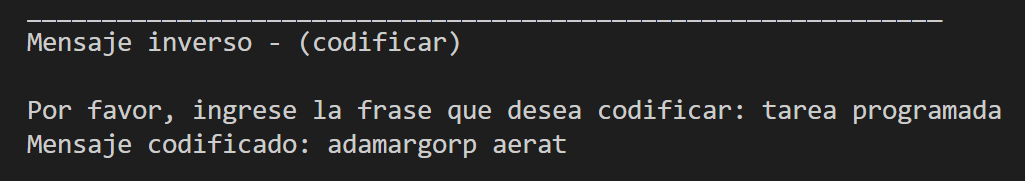 Mensaje inverso - (codificar)
Por favor, ingrese la frase que desea codificar: tarea programada
Mensaje codificado: adamargorp aerat